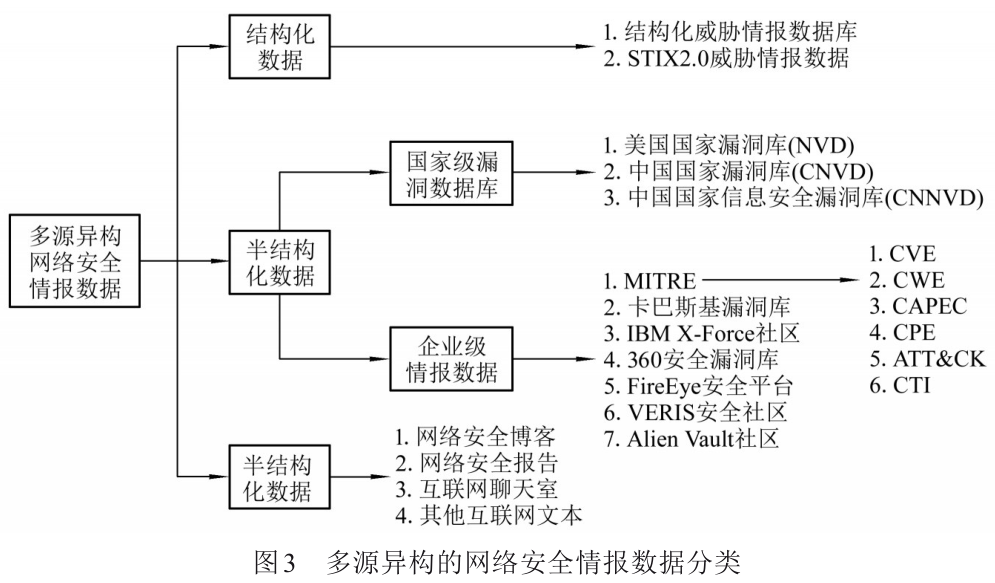 结构化
数据
1. 结构化威胁情报数据库
2. STIX2.0威胁情报数据
国家级漏
洞数据库
1. 美国国家漏洞库(NVD)
2. 中国国家漏洞库(CNVD)
3. 中国国家信息安全漏洞库(CNNVD)
多源异构
网络安全
情报数据
半结构
化数据
企业级
情报数据
1. MITRE
2. 卡巴斯基漏洞库
3. IBM X-Force社区
4. 360安全漏洞库
5. FireEye安全平台
6. VERIS安全社区
7. Alien Vault社区
1. CVE
2. CWE
3. CAPEC
4. CPE
5. ATT&CK
6. CTI
半结构
化数据
1. 网络安全博客
2. 网络安全报告
3. 互联网聊天室
4. 其他互联网文本
图3 多源异构的网络安全情报数据分类